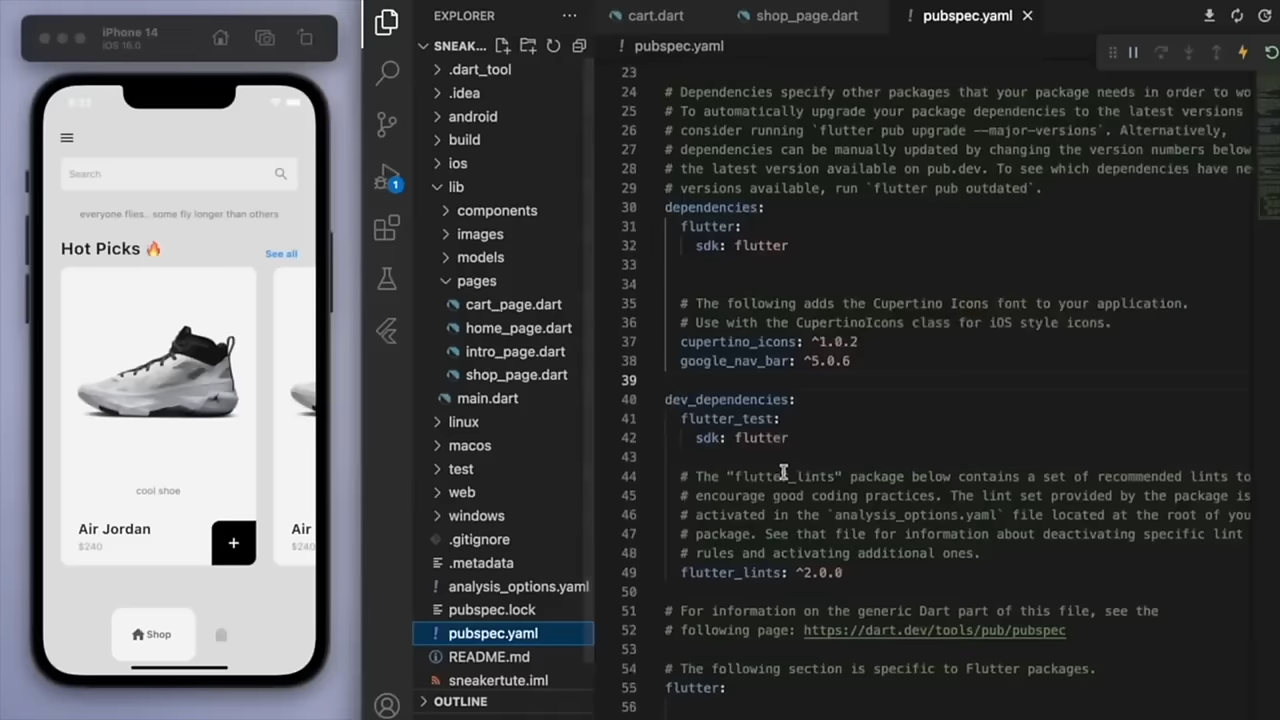 iPhone 14
iOS 16.0
Search
everyone flies.. some fly longer than others
Hot Picks 🔥
See all
cool shoe
Air Jordan
$240
+
Air
$240
Shop
1
EXPLORER
SNEAK...
.dart_tool
.idea
android
build
ios
lib
components
images
models
pages
cart_page.dart
home_page.dart
intro_page.dart
shop_page.dart
main.dart
linux
macos
test
web
windows
.gitignore
.metadata
! analysis_options.yaml
pubspec.lock
! pubspec.yaml
README.md
sneakertute.iml
OUTLINE
cart.dart
shop_page.dart
! pubspec.yaml
! pubspec.yaml
23
24 # Dependencies specify other packages that your package needs in order to wo
25 # To automatically upgrade your package dependencies to the latest versions
26 # consider running `flutter pub upgrade --major-versions`. Alternatively,
27 # dependencies can be manually updated by changing the version numbers below
28 # the latest version available on pub.dev. To see which dependencies have ne
29 # versions available, run `flutter pub outdated`.
30 dependencies:
31 flutter:
32 sdk: flutter
33
34
35 # The following adds the Cupertino Icons font to your application.
36 # Use with the CupertinoIcons class for iOS style icons.
37 cupertino_icons: ^1.0.2
38 google_nav_bar: ^5.0.6
39
40 dev_dependencies:
41 flutter_test:
42 sdk: flutter
43
44 # The "flutter_lints" package below contains a set of recommended lints to
45 # encourage good coding practices. The lint set provided by the package is
46 # activated in the `analysis_options.yaml` file located at the root of you
47 # package. See that file for information about deactivating specific lint
48 # rules and activating additional ones.
49 flutter_lints: ^2.0.0
50
51 # For information on the generic Dart part of this file, see the
52 # following page: https://dart.dev/tools/pub/pubspec
53
54 # The following section is specific to Flutter packages.
55 flutter:
56